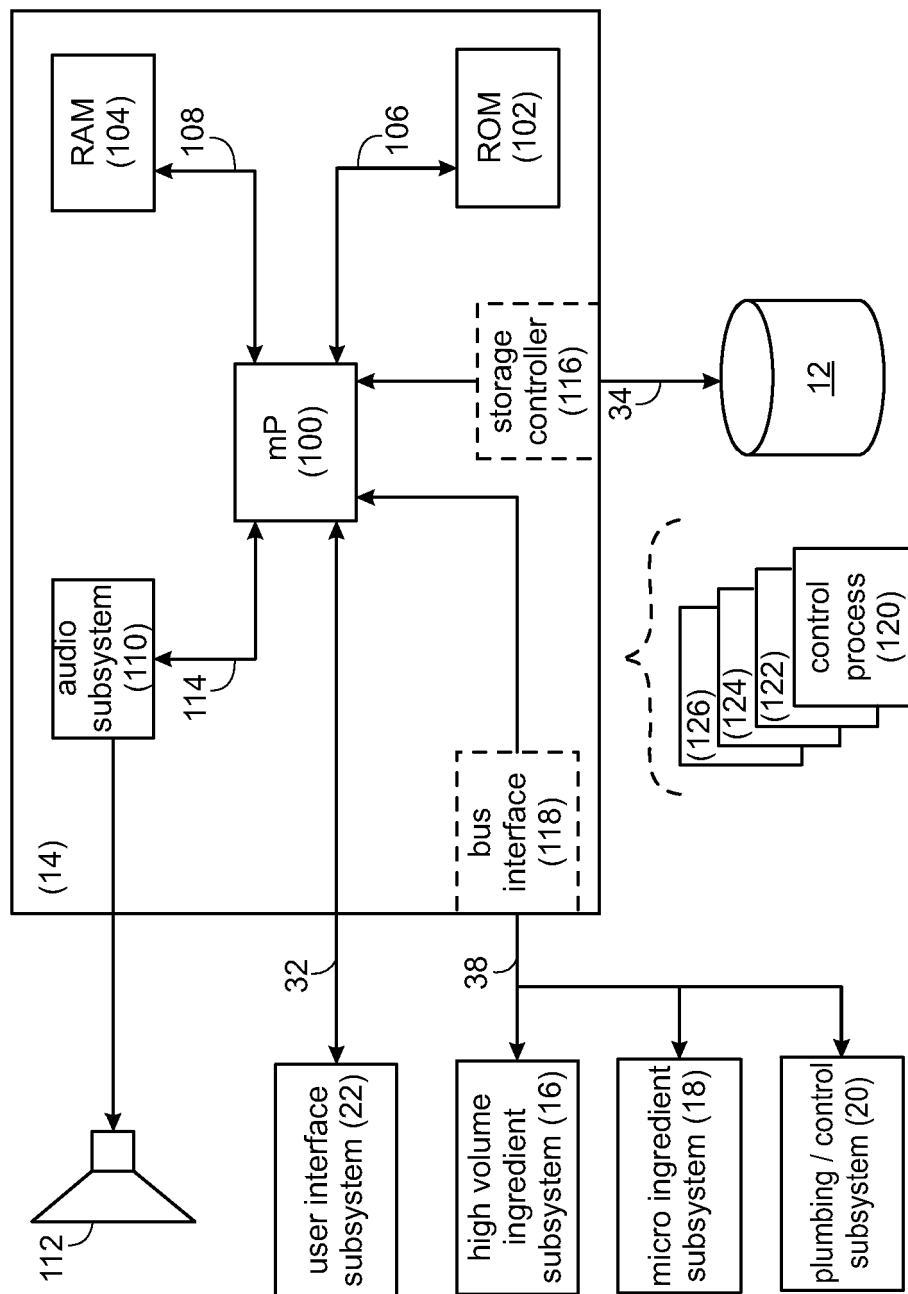 (14)
RAM
(104)
108
106
ROM
(102)
mP
(100)
storage
controller
(116)
34
12
audio
subsystem
(110)
114
bus
interface
(118)
112
32
38
user interface
subsystem (22)
high volume
ingredient
subsystem (16)
micro ingredient
subsystem (18)
plumbing / control
subsystem (20)
(126)
(124)
(122)
control
process
(120)